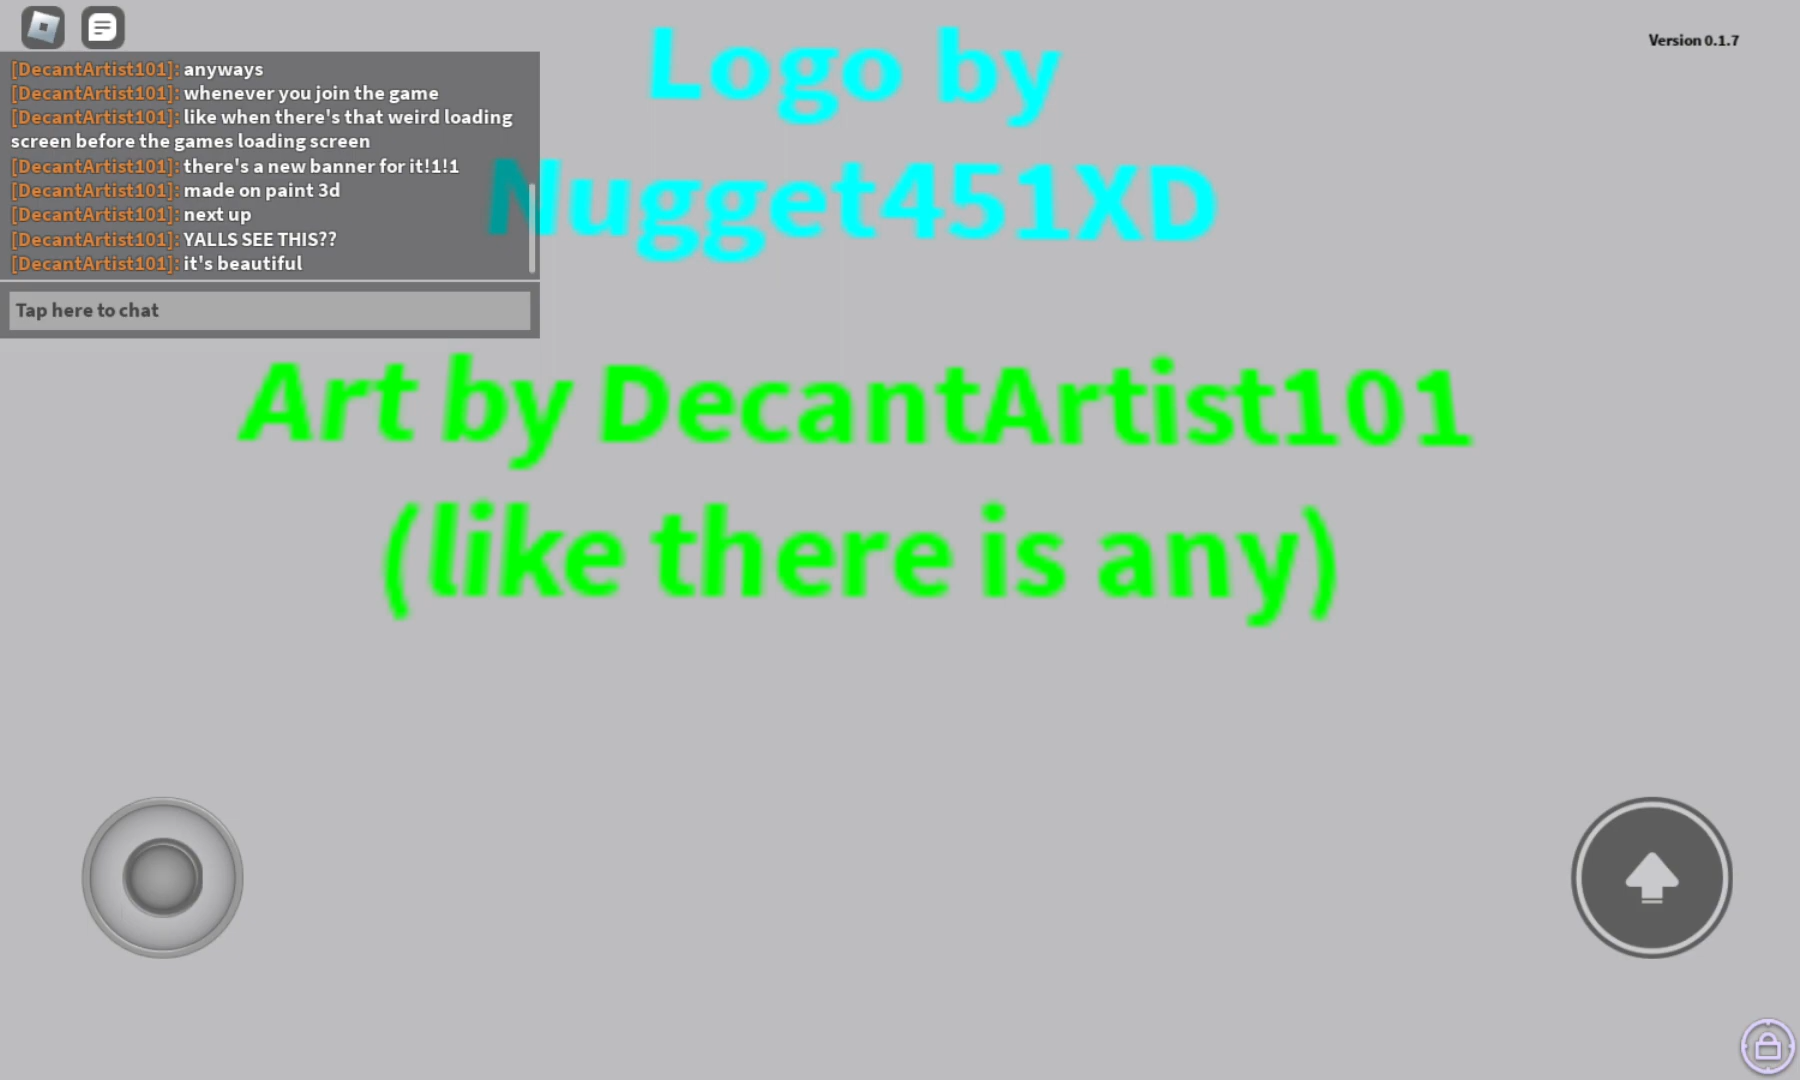 Version 0.1.7
[DecantArtist101]: anyways
[DecantArtist101]: whenever you join the game
[DecantArtist101]: like when there's that weird loading
screen before the games loading screen
[DecantArtist101]: there's a new banner for it!1!1
[DecantArtist101]: made on paint 3d
[DecantArtist101]: next up
[DecantArtist101]: YALLS SEE THIS??
[DecantArtist101]: it's beautiful
Tap here to chat
Logo by
Nugget451XD
Art by DecantArtist101
(like there is any)